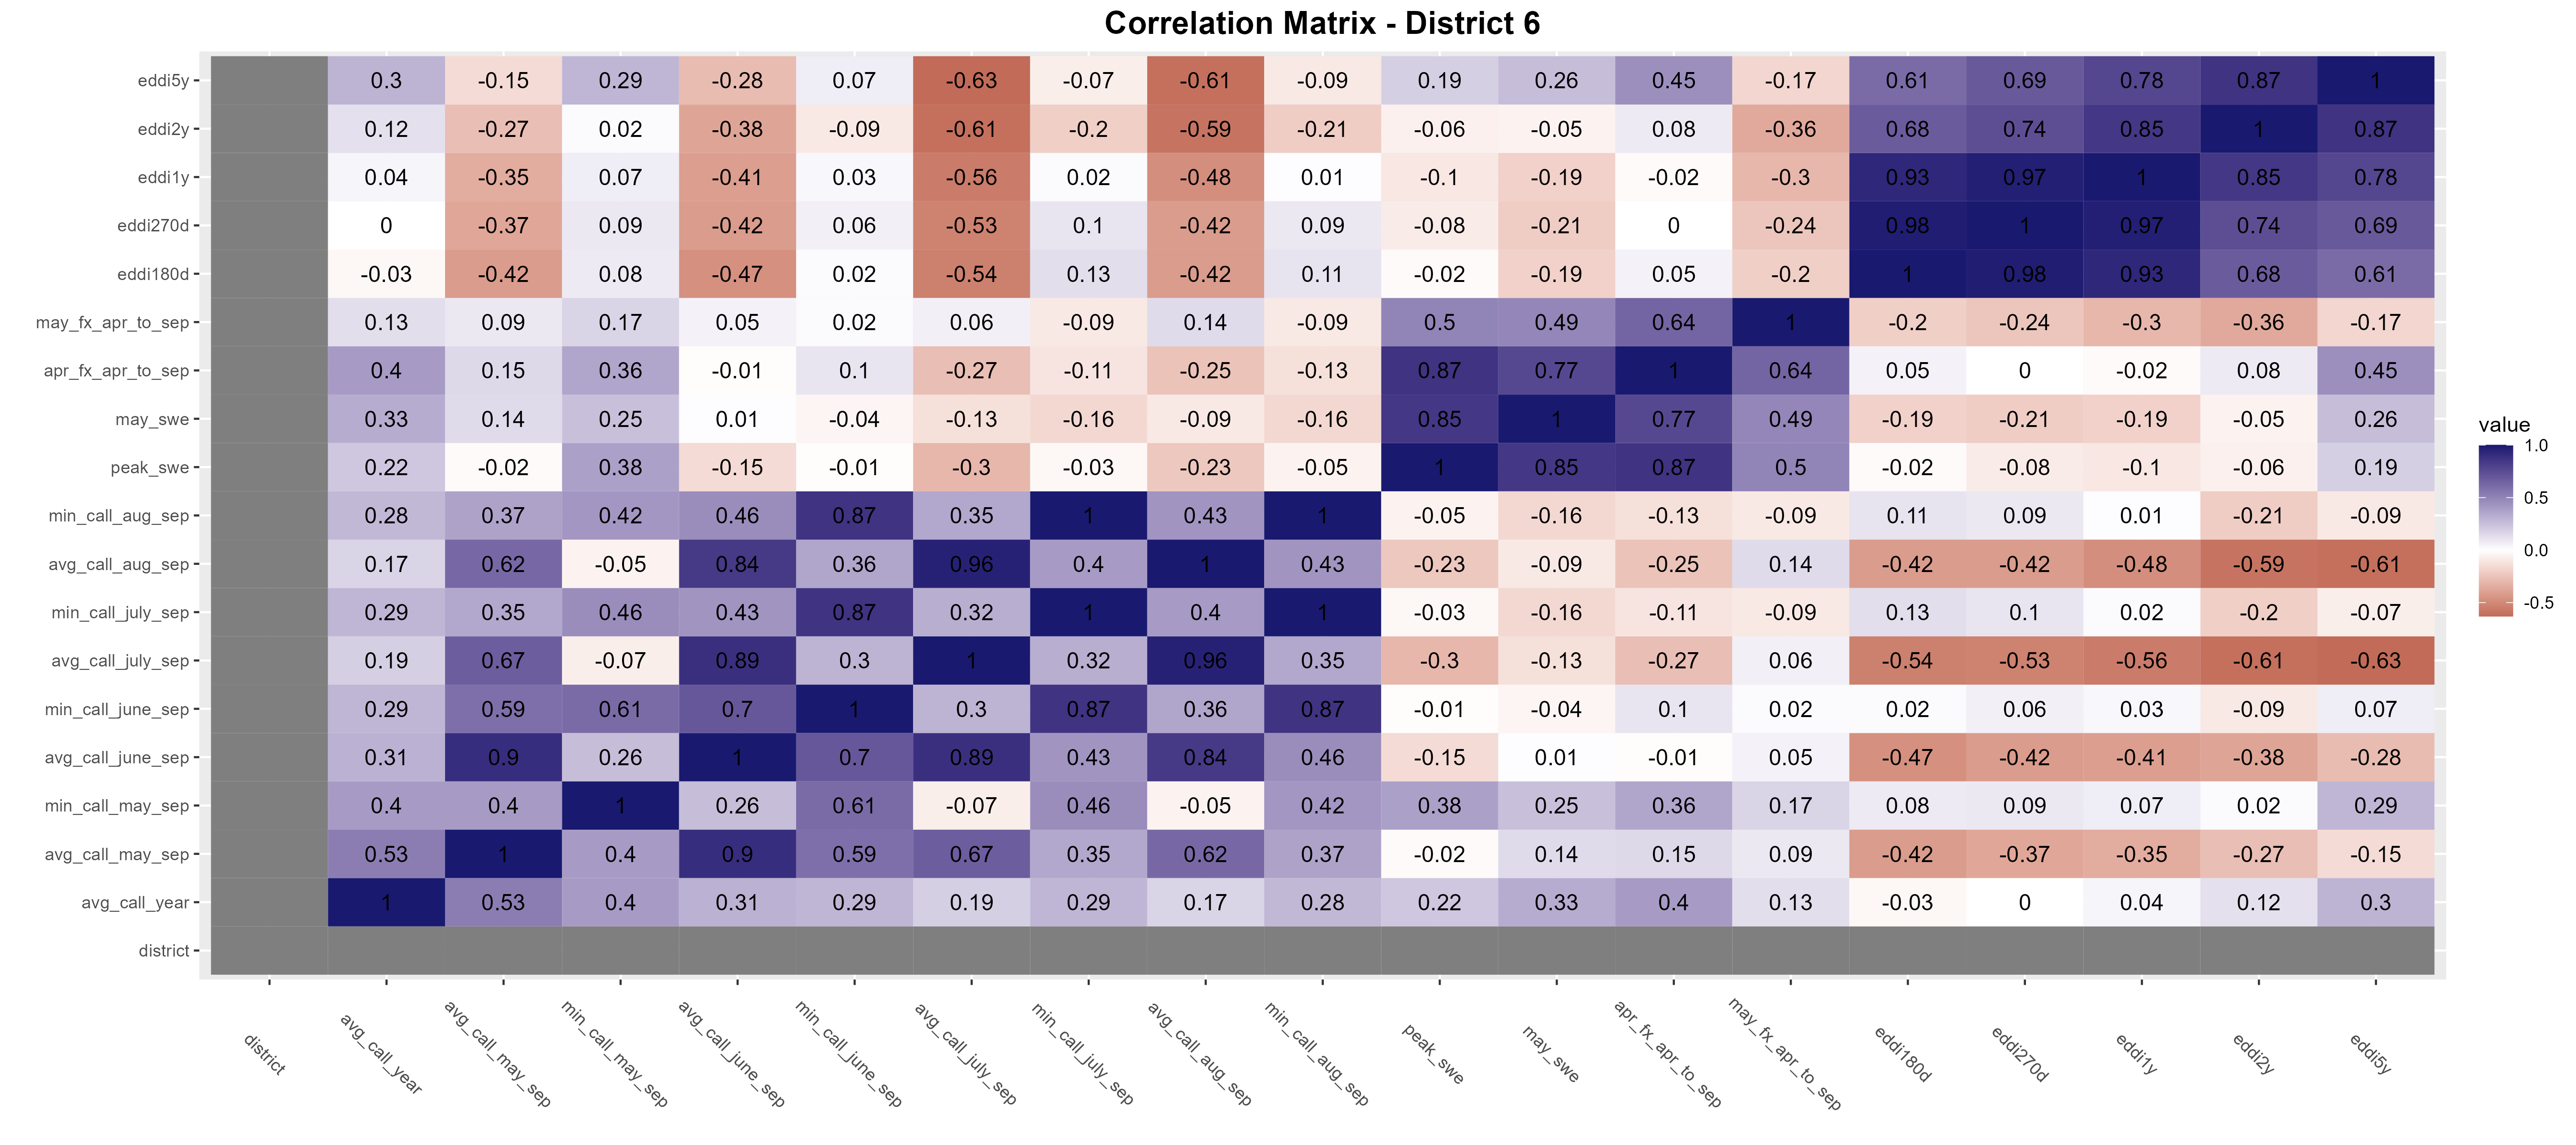 Correlation Matrix - District 6
eddi5y 0.3 -0.15 0.29 -0.28 0.07 -0.63 -0.07 -0.61 -0.09 0.19 0.26 0.45 -0.17 0.61 0.69 0.78 0.87 1
eddi2y 0.12 -0.27 0.02 -0.38 -0.09 -0.61 -0.2 -0.59 -0.21 -0.06 -0.05 0.08 -0.36 0.68 0.74 0.85 1 0.87
eddi1y 0.04 -0.35 0.07 -0.41 0.03 -0.56 0.02 -0.48 0.01 -0.1 -0.19 -0.02 -0.3 0.93 0.97 1 0.85 0.78
eddi270d 0 -0.37 0.09 -0.42 0.06 -0.53 0.1 -0.42 0.09 -0.08 -0.21 0 -0.24 0.98 1 0.97 0.74 0.69
eddi180d -0.03 -0.42 0.08 -0.47 0.02 -0.54 0.13 -0.42 0.11 -0.02 -0.19 0.05 -0.2 1 0.98 0.93 0.68 0.61
may_fx_apr_to_sep 0.13 0.09 0.17 0.05 0.02 0.06 -0.09 0.14 -0.09 0.5 0.49 0.64 1 -0.2 -0.24 -0.3 -0.36 -0.17
apr_fx_apr_to_sep 0.4 0.15 0.36 -0.01 0.1 -0.27 -0.11 -0.25 -0.13 0.87 0.77 1 0.64 0.05 0 -0.02 0.08 0.45
may_swe 0.33 0.14 0.25 0.01 -0.04 -0.13 -0.16 -0.09 -0.16 0.85 1 0.77 0.49 -0.19 -0.21 -0.19 -0.05 0.26
peak_swe 0.22 -0.02 0.38 -0.15 -0.01 -0.3 -0.03 -0.23 -0.05 1 0.85 0.87 0.5 -0.02 -0.08 -0.1 -0.06 0.19
min_call_aug_sep 0.28 0.37 0.42 0.46 0.87 0.35 1 0.43 1 -0.05 -0.16 -0.13 -0.09 0.11 0.09 0.01 -0.21 -0.09
avg_call_aug_sep 0.17 0.62 -0.05 0.84 0.36 0.96 0.4 1 0.43 -0.23 -0.09 -0.25 0.14 -0.42 -0.42 -0.48 -0.59 -0.61
min_call_july_sep 0.29 0.35 0.46 0.43 0.87 0.32 1 0.4 1 -0.03 -0.16 -0.11 -0.09 0.13 0.1 0.02 -0.2 -0.07
avg_call_july_sep 0.19 0.67 -0.07 0.89 0.3 1 0.32 0.96 0.35 -0.3 -0.13 -0.27 0.06 -0.54 -0.53 -0.56 -0.61 -0.63
min_call_june_sep 0.29 0.59 0.61 0.7 1 0.3 0.87 0.36 0.87 -0.01 -0.04 0.1 0.02 0.02 0.06 0.03 -0.09 0.07
avg_call_june_sep 0.31 0.9 0.26 1 0.7 0.89 0.43 0.84 0.46 -0.15 0.01 -0.01 0.05 -0.47 -0.42 -0.41 -0.38 -0.28
min_call_may_sep 0.4 0.4 1 0.26 0.61 -0.07 0.46 -0.05 0.42 0.38 0.25 0.36 0.17 0.08 0.09 0.07 0.02 0.29
avg_call_may_sep 0.53 1 0.4 0.9 0.59 0.67 0.35 0.62 0.37 -0.02 0.14 0.15 0.09 -0.42 -0.37 -0.35 -0.27 -0.15
avg_call_year 1 0.53 0.4 0.31 0.29 0.19 0.29 0.17 0.28 0.22 0.33 0.4 0.13 -0.03 0 0.04 0.12 0.3
district
district avg_call_year avg_call_may_sep min_call_may_sep avg_call_june_sep min_call_june_sep avg_call_july_sep min_call_july_sep avg_call_aug_sep min_call_aug_sep peak_swe may_swe apr_fx_apr_to_sep may_fx_apr_to_sep eddi180d eddi270d eddi1y eddi2y eddi5y
value
1.0
0.5
0.0
-0.5